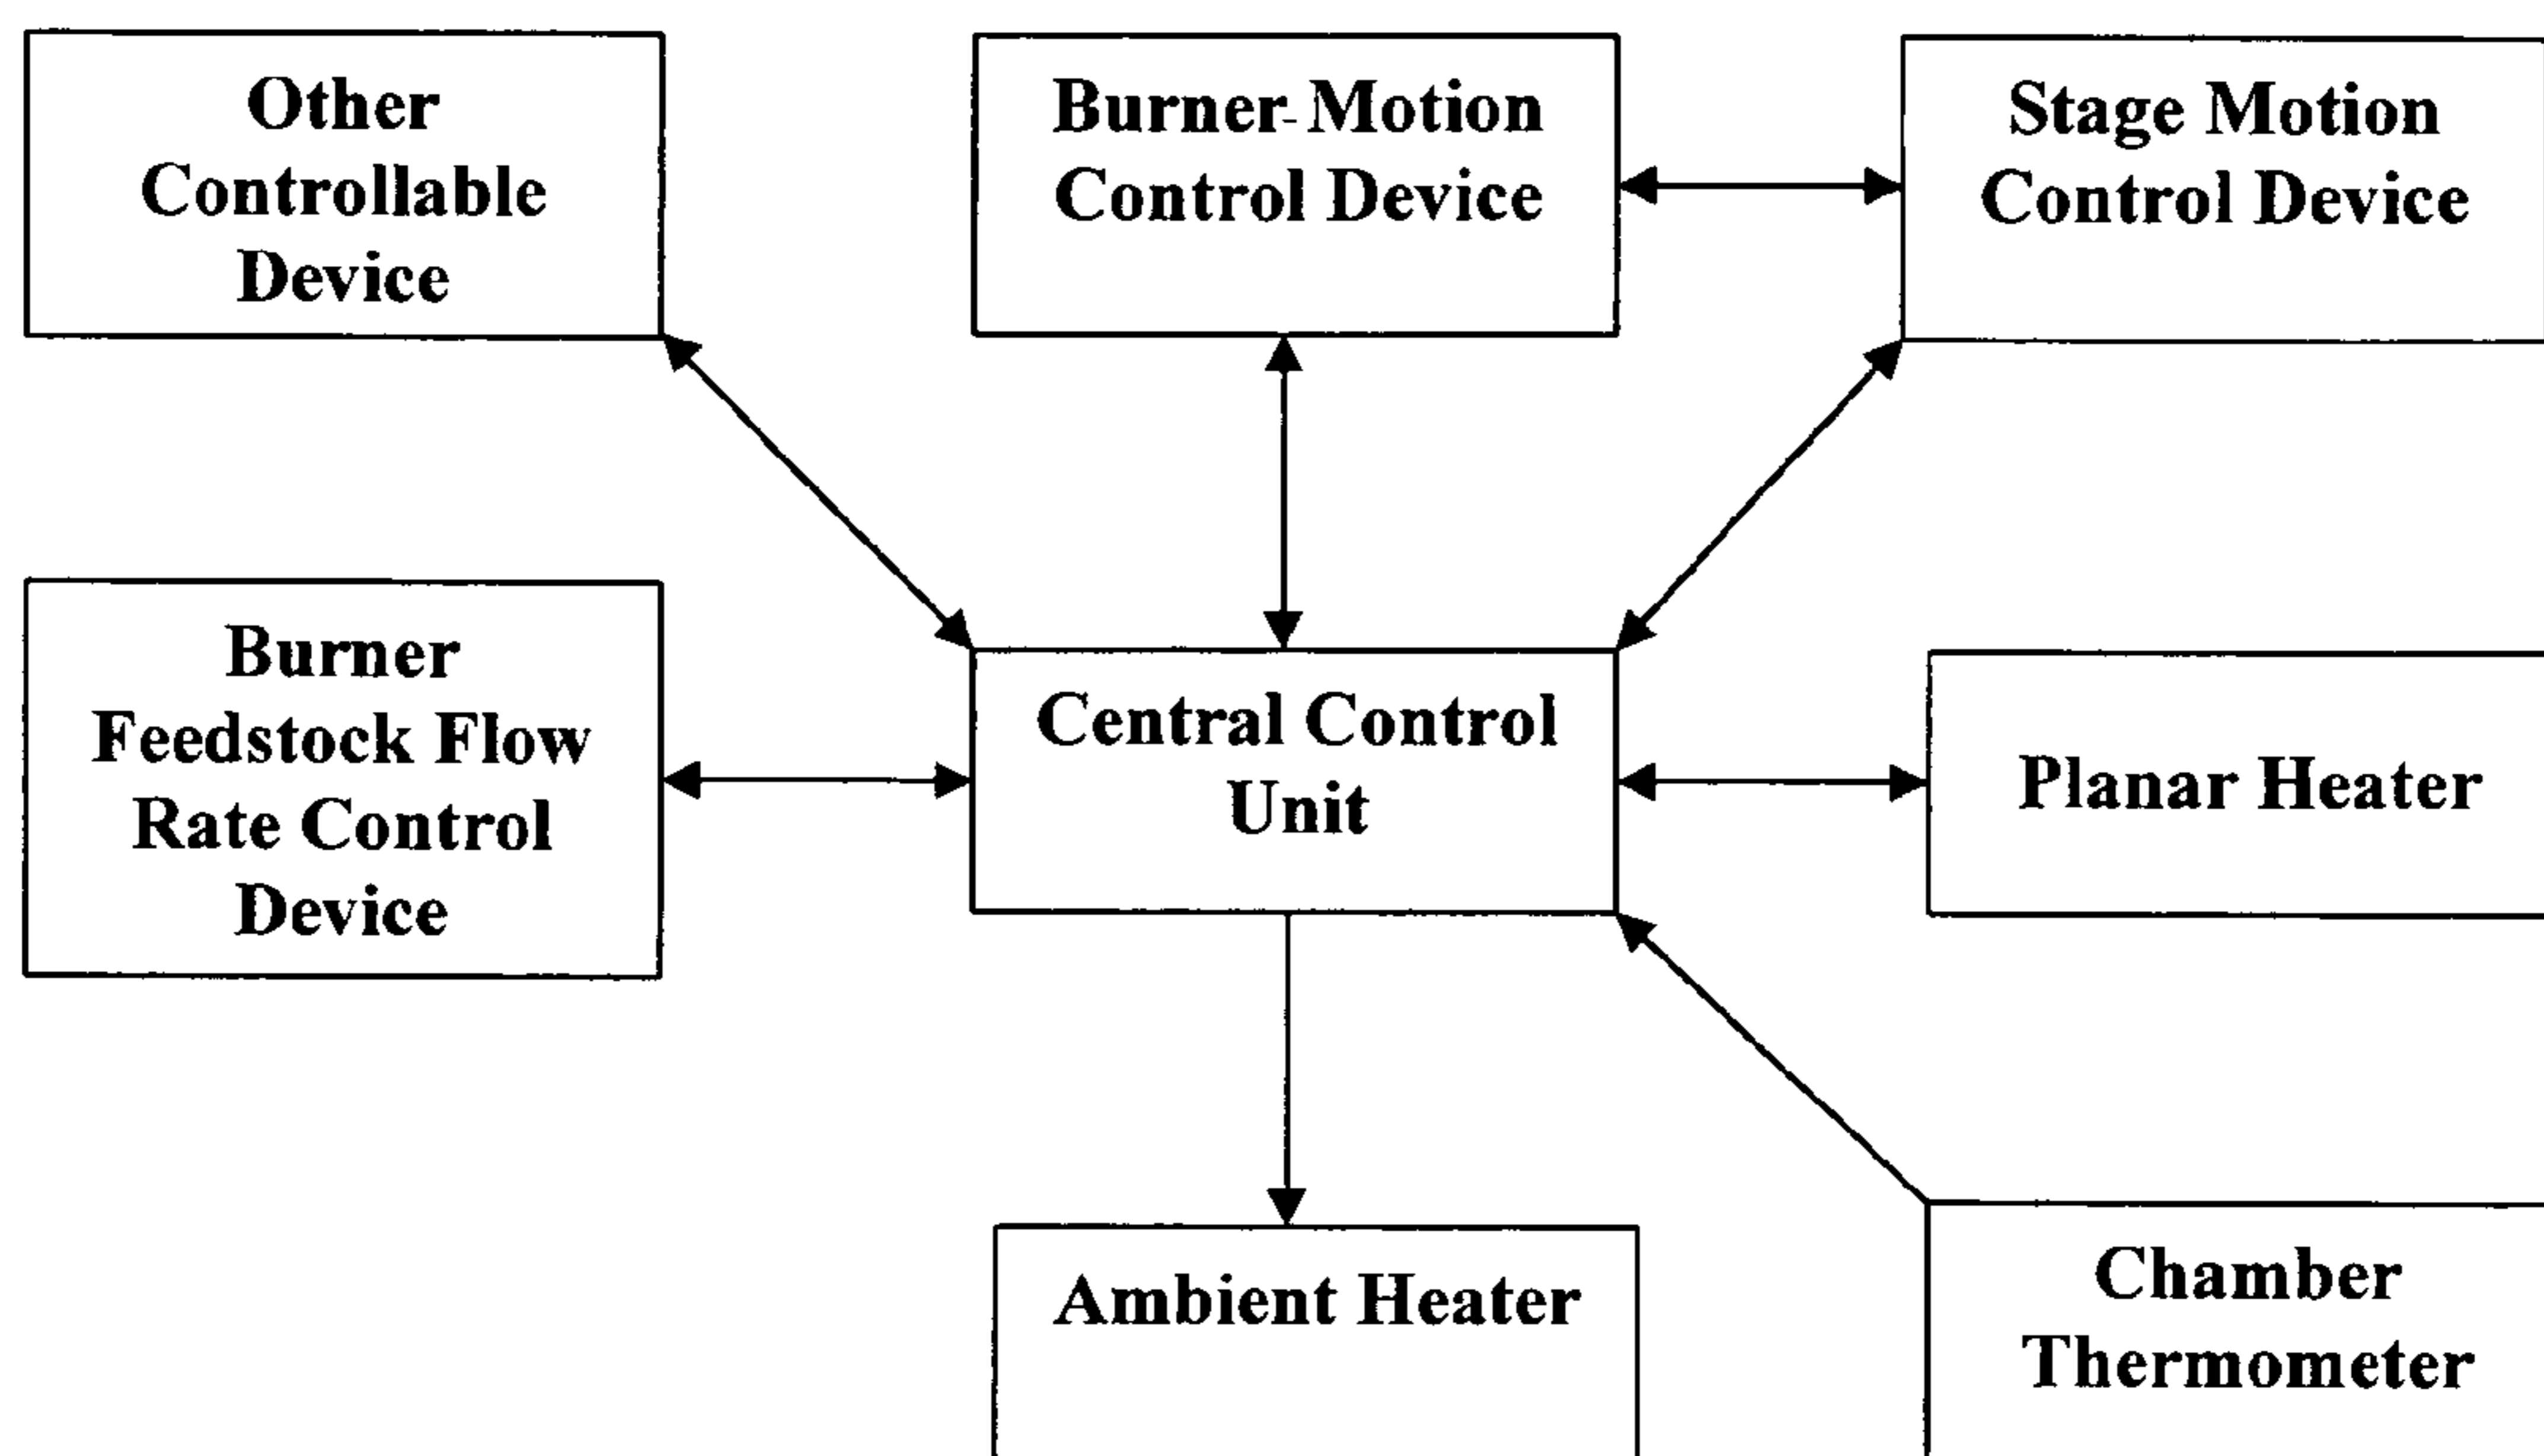 Other
Controllable
Device
Burner Motion
Control Device
Stage Motion
Control Device
Burner
Feedstock Flow
Rate Control
Device
Central Control
Unit
Planar Heater
Ambient Heater
Chamber
Thermometer